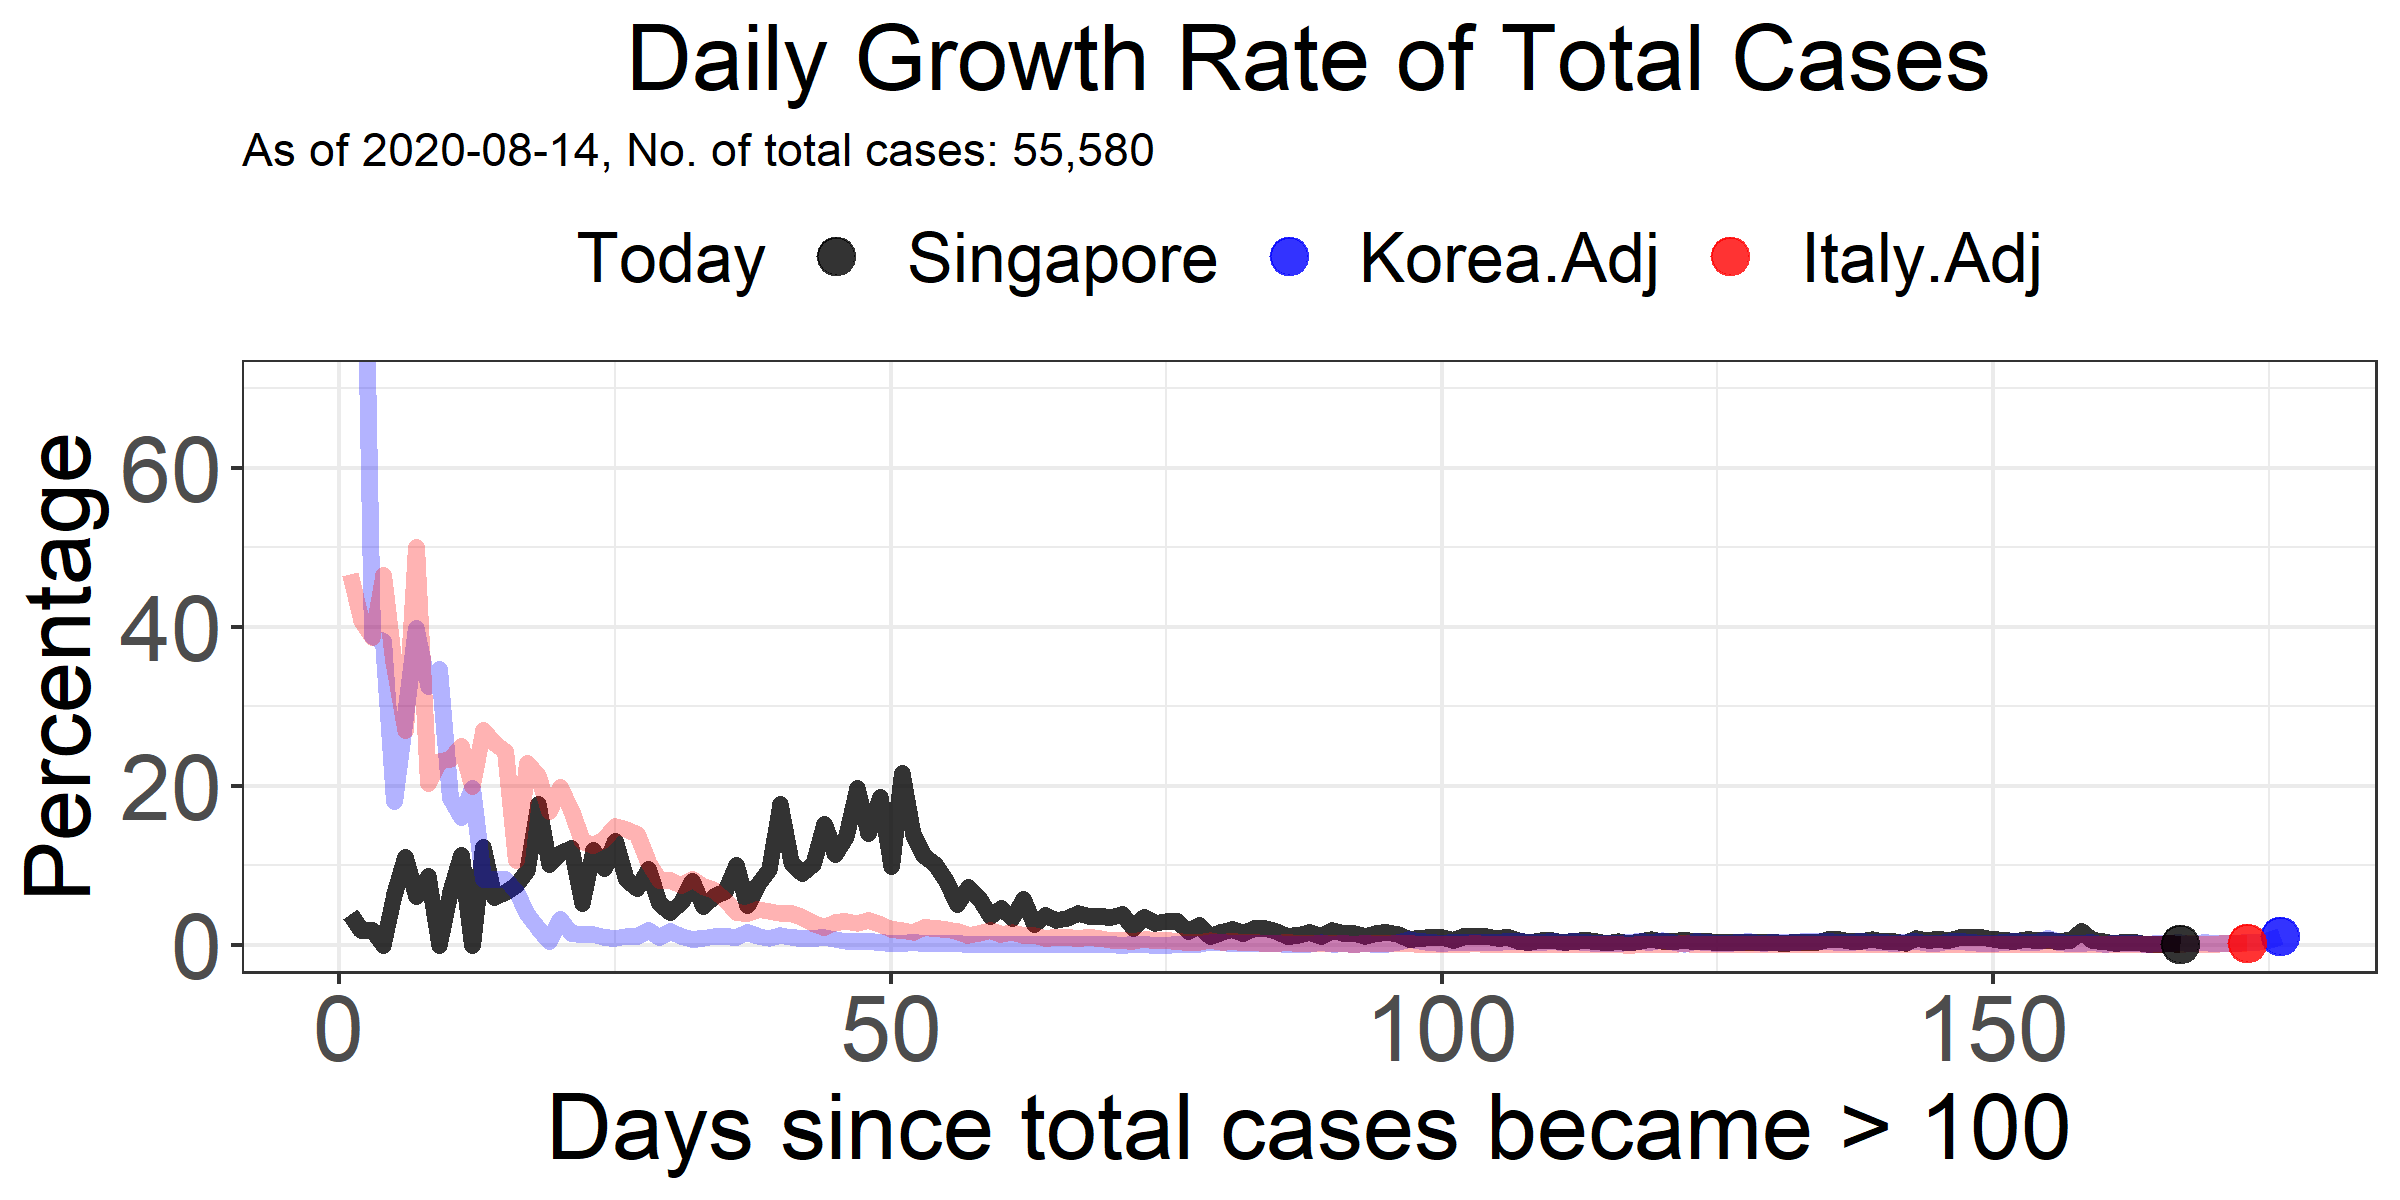 Daily Growth Rate of Total Cases
As of 2020-08-14, No. of total cases: 55,580
Today Singapore Korea.Adj Italy.Adj
Percentage
60
40
20
0
0 50 100 150
Days since total cases became > 100